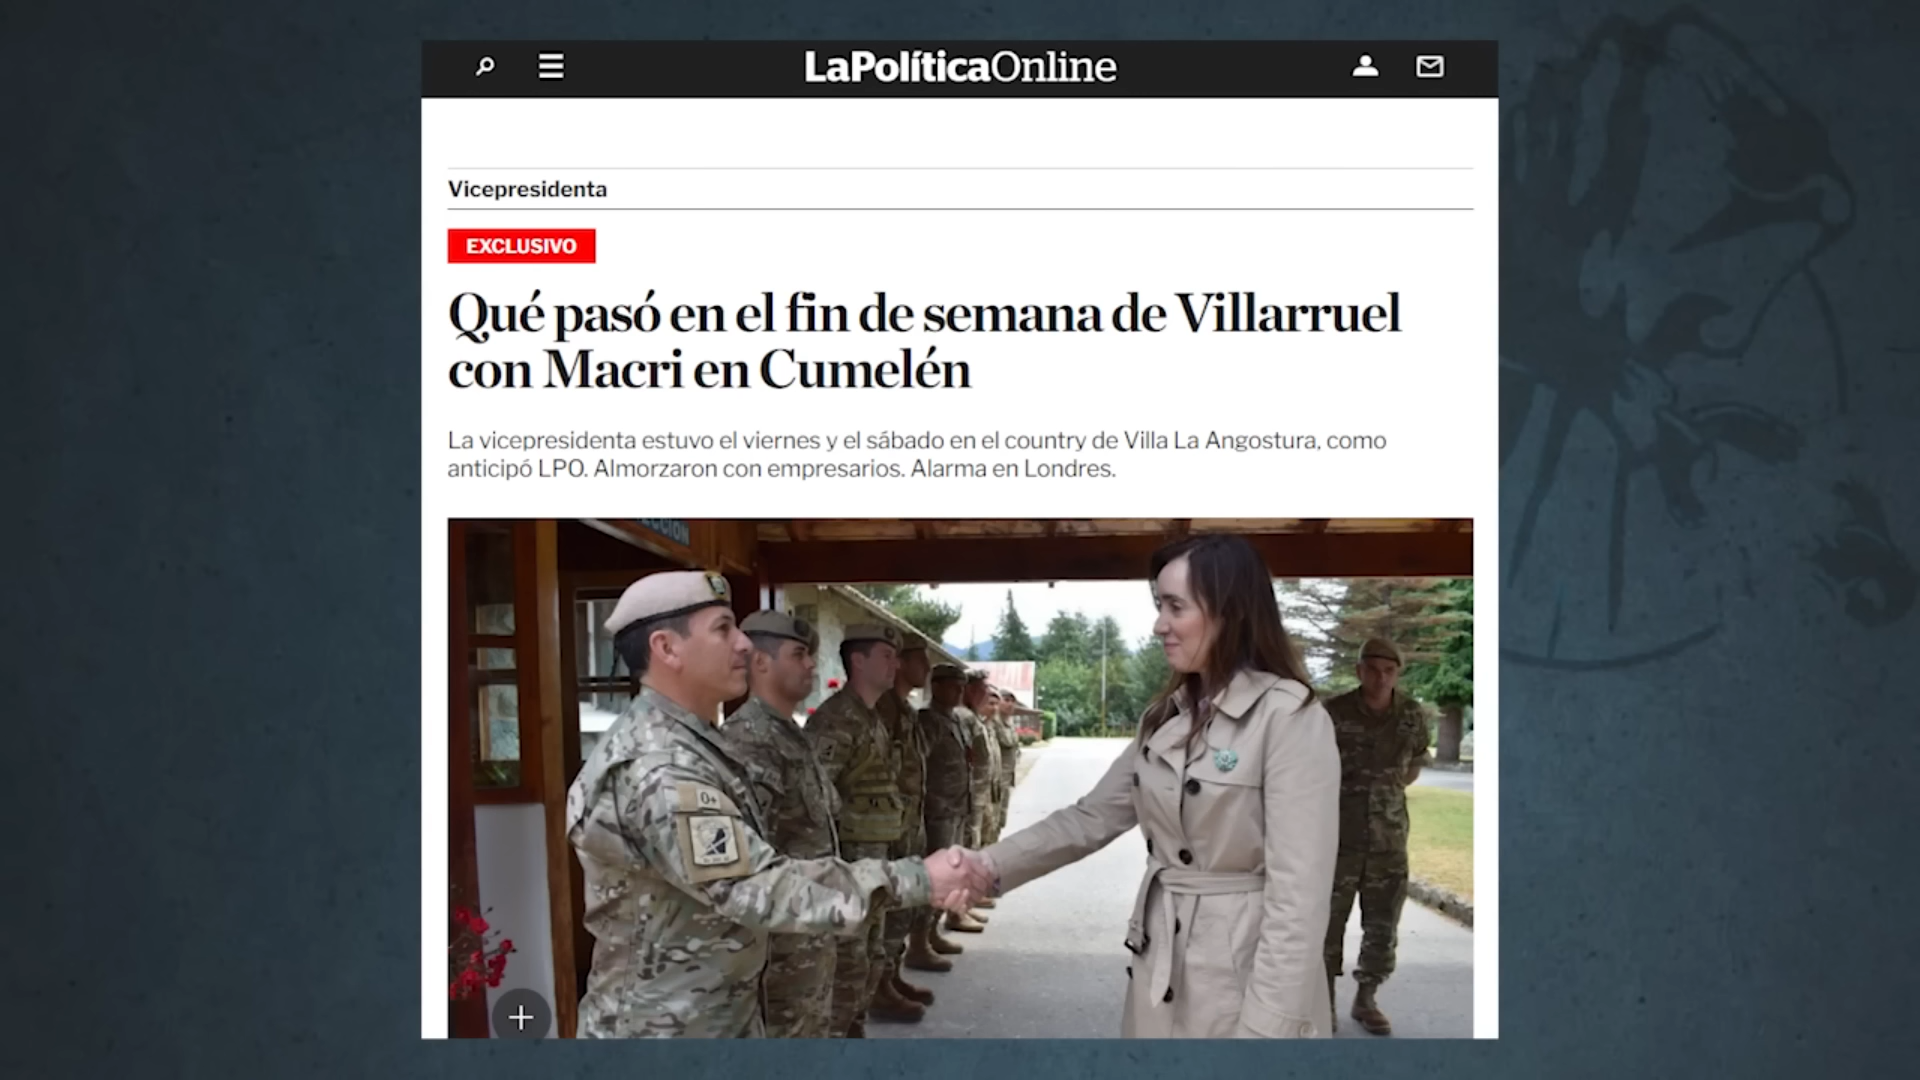 LaPolíticaOnline
Vicepresidenta
EXCLUSIVO
Qué pasó en el fin de semana de Villarruel
con Macri en Cumelén
La vicepresidenta estuvo el viernes y el sábado en el country de Villa La Angostura, como
anticipó LPO. Almorzaron con empresarios. Alarma en Londres.
0+